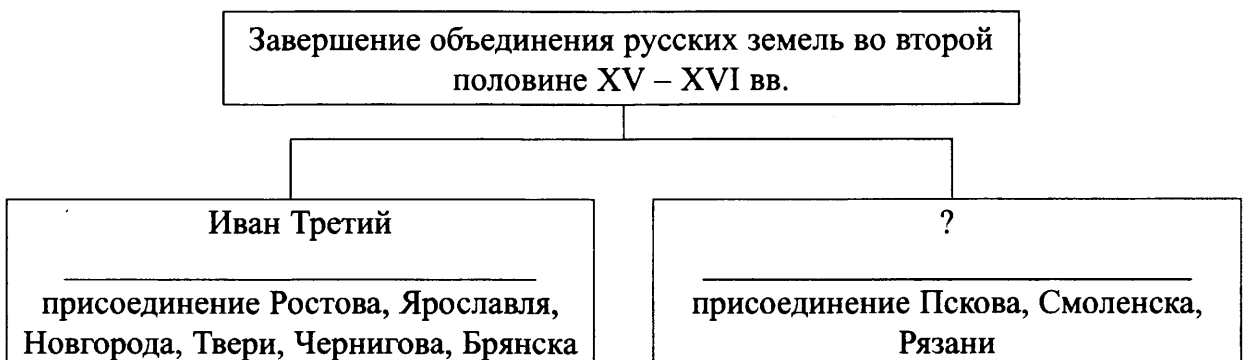 Завершение объединения русских земель во второй
половине XV – XVI вв.
Иван Третий
присоединение Ростова, Ярославля,
Новгорода, Твери, Чернигова, Брянска
?
присоединение Пскова, Смоленска,
Рязани